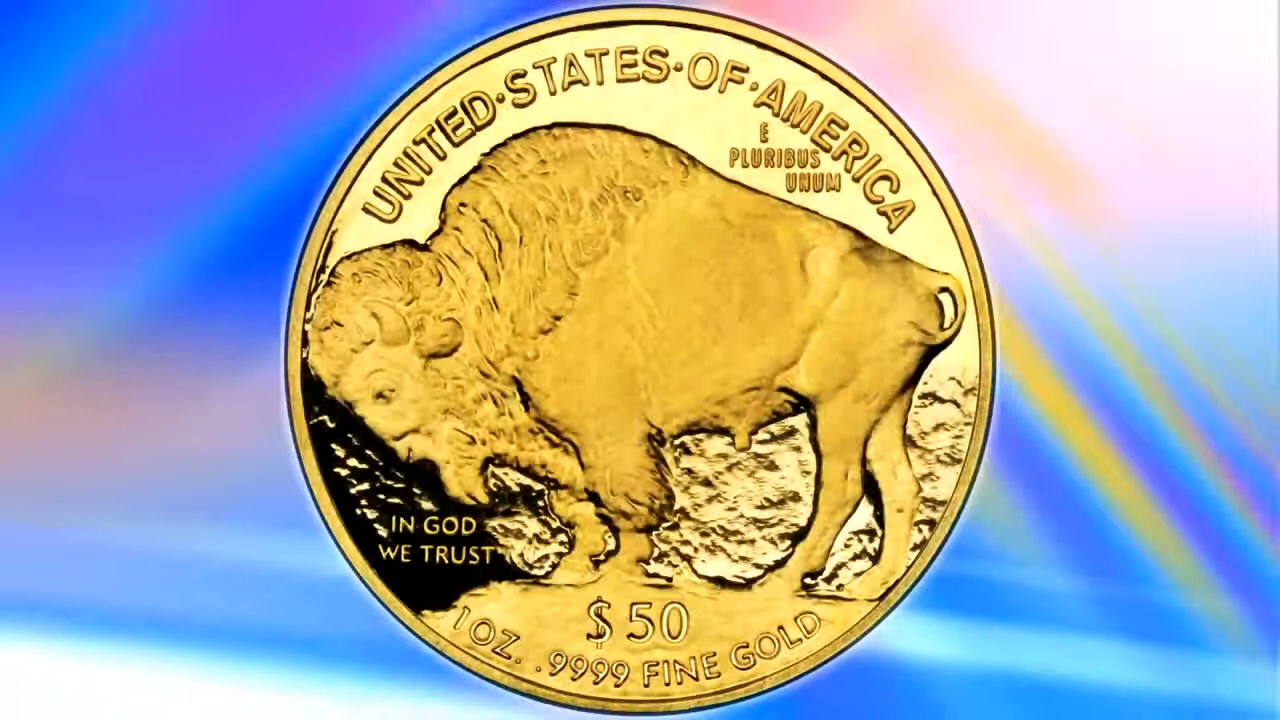 UNITED·STATES·OF·AMERICA
E
PLURIBUS
UNUM
IN GOD
WE TRUST
$50
1 OZ. .9999 FINE GOLD